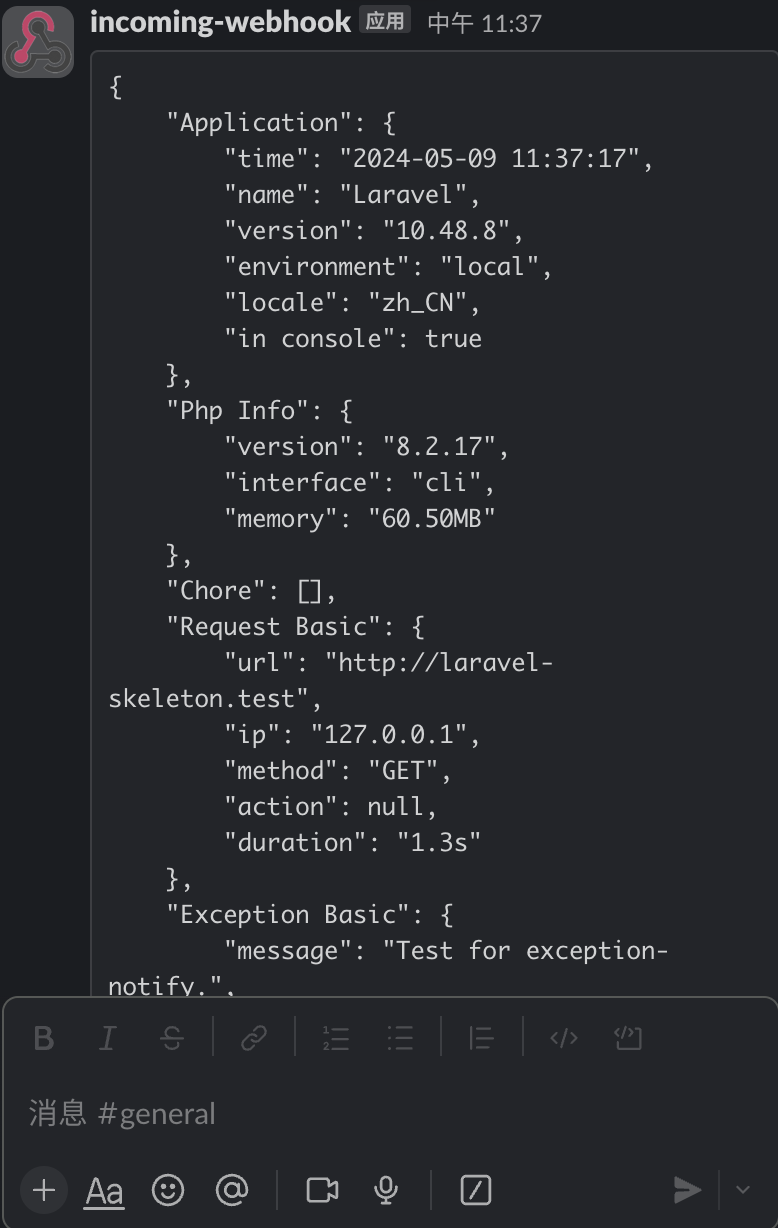 incoming-webhook 应用 中午 11:37
{
    "Application": {
        "time": "2024-05-09 11:37:17",
        "name": "Laravel",
        "version": "10.48.8",
        "environment": "local",
        "locale": "zh_CN",
        "in console": true
    },
    "Php Info": {
        "version": "8.2.17",
        "interface": "cli",
        "memory": "60.50MB"
    },
    "Chore": [],
    "Request Basic": {
        "url": "http://laravel-
skeleton.test",
        "ip": "127.0.0.1",
        "method": "GET",
        "action": null,
        "duration": "1.3s"
    },
    "Exception Basic": {
        "message": "Test for exception-
notify.",
B I S
消息 #general
Aa